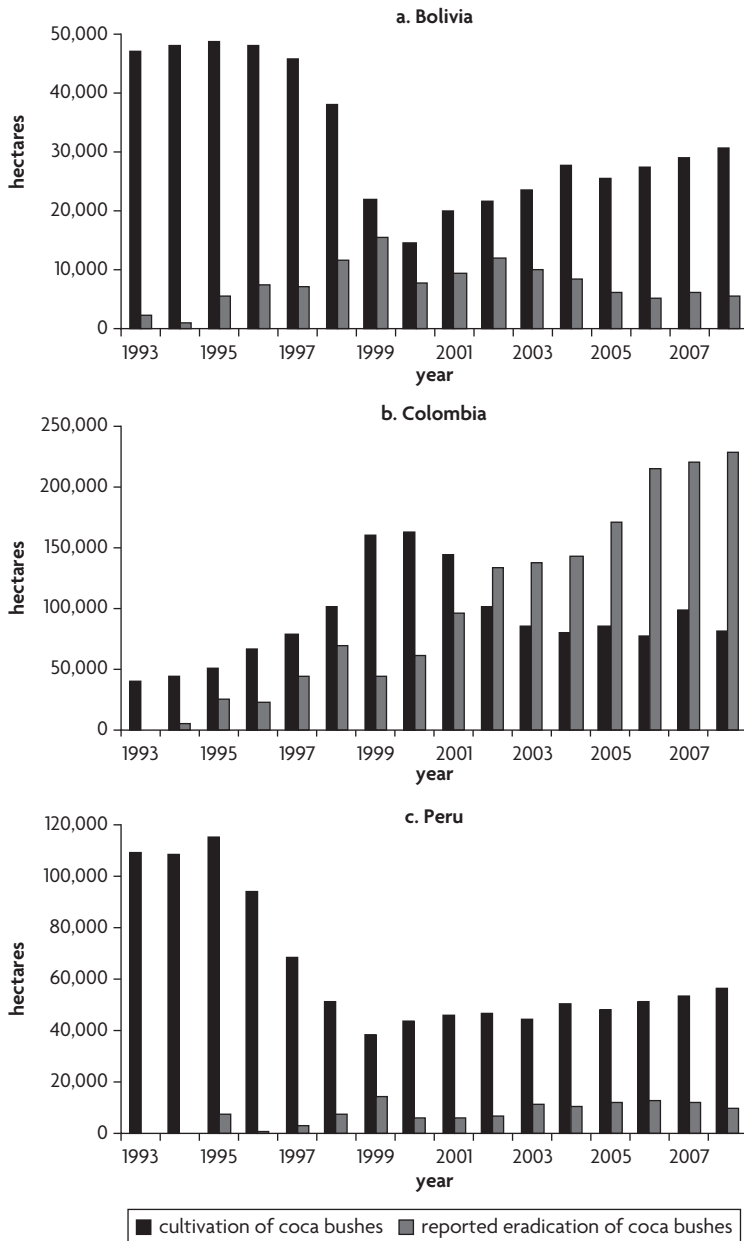 a. Bolivia
50,000
40,000
30,000
20,000
10,000
0
hectares
1993 1995 1997 1999 2001 2003 2005 2007
year
b. Colombia
250,000
200,000
150,000
100,000
50,000
0
hectares
1993 1995 1997 1999 2001 2003 2005 2007
year
c. Peru
120,000
100,000
80,000
60,000
40,000
20,000
0
hectares
1993 1995 1997 1999 2001 2003 2005 2007
year
cultivation of coca bushes reported eradication of coca bushes